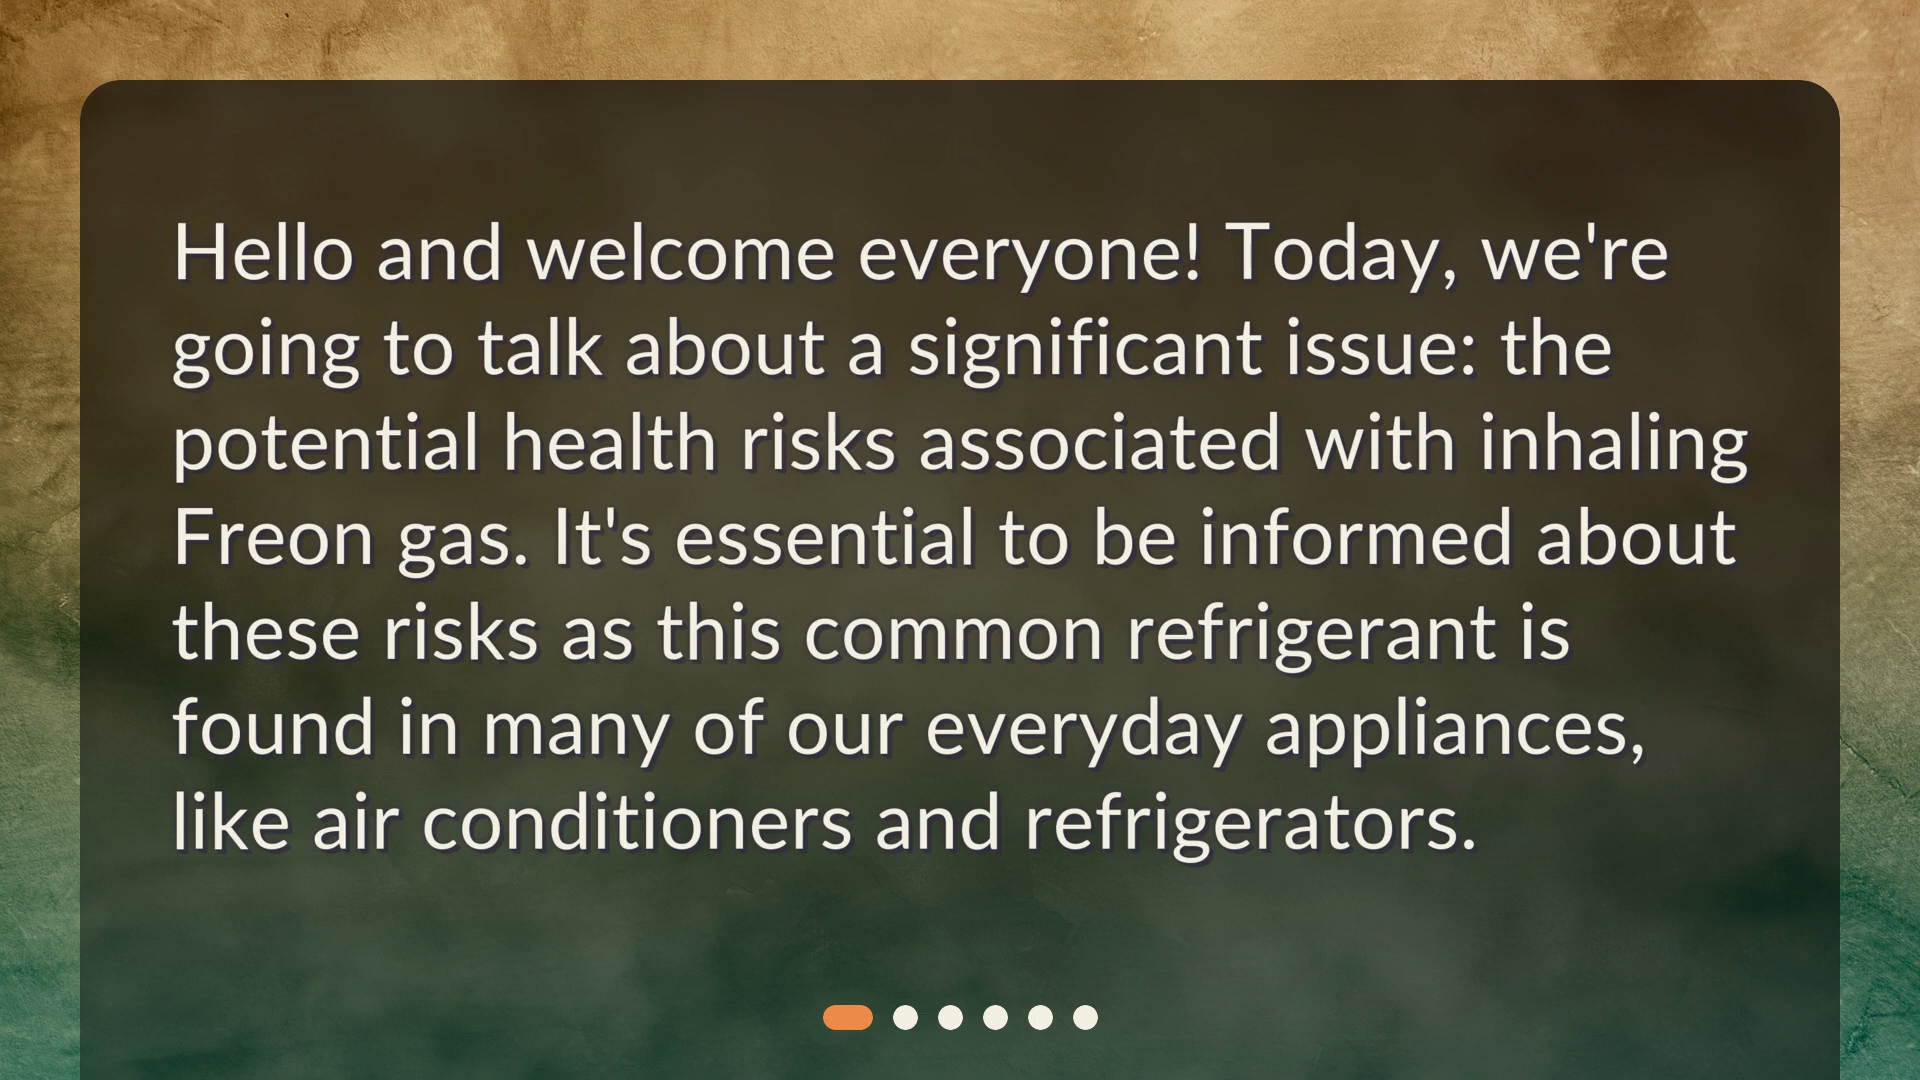 Hello and welcome everyone! Today, we're
going to talk about a significant issue: the
potential health risks associated with inhaling
Freon gas. It's essential to be informed about
these risks as this common refrigerant is
found in many of our everyday appliances,
like air conditioners and refrigerators.